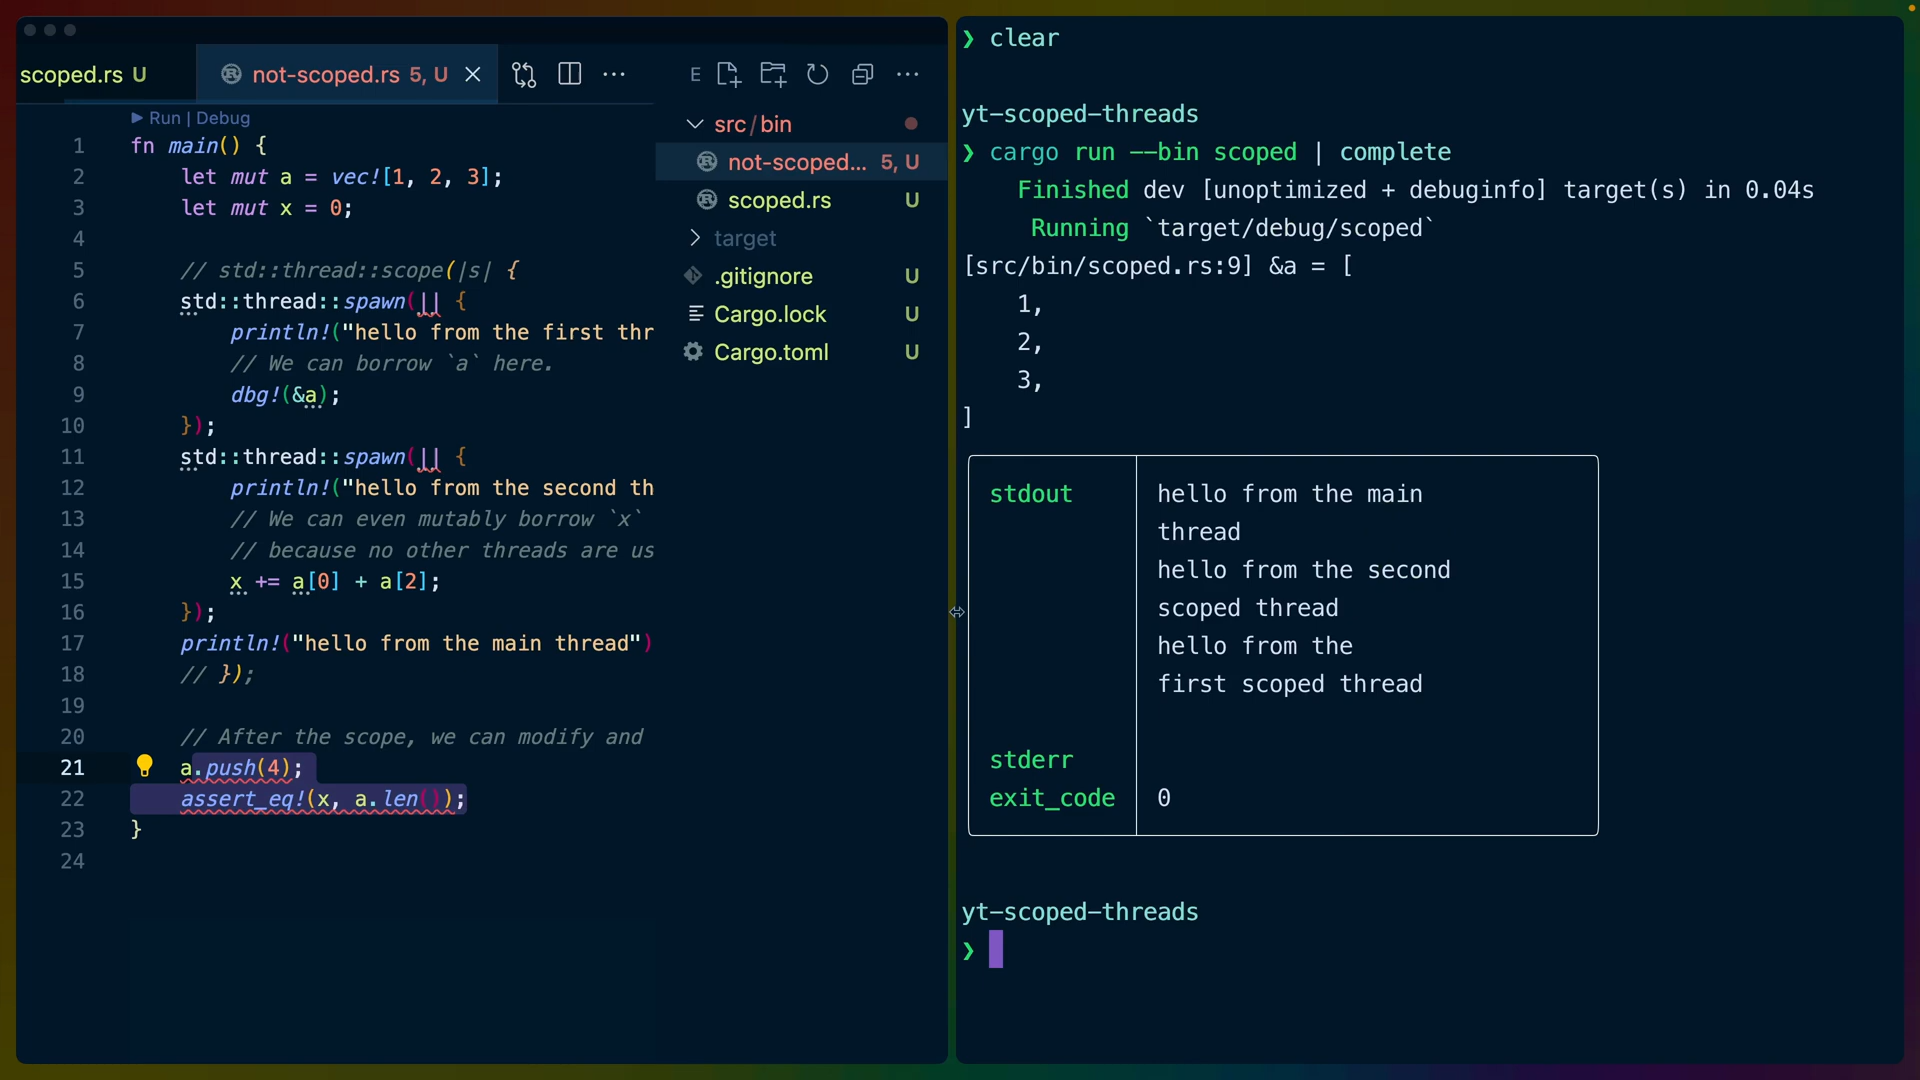 scoped.rs U
not-scoped.rs 5, U
Run | Debug
1 fn main() {
2 let mut a = vec![1, 2, 3];
3 let mut x = 0;
4
5 // std::thread::scope(|s| {
6 std::thread::spawn(|| {
7 println!("hello from the first thr
8 // We can borrow `a` here.
9 dbg!(&a);
10 });
11 std::thread::spawn(|| {
12 println!("hello from the second th
13 // We can even mutably borrow `x`
14 // because no other threads are us
15 x += a[0] + a[2];
16 });
17 println!("hello from the main thread")
18 // });
19
20 // After the scope, we can modify and
21 a.push(4);
22 assert_eq!(x, a.len());
23 }
24
E
src/bin
not-scoped... 5, U
scoped.rs U
target
.gitignore U
Cargo.lock U
Cargo.toml U
❯ clear
yt-scoped-threads
❯ cargo run --bin scoped | complete
Finished dev [unoptimized + debuginfo] target(s) in 0.04s
Running `target/debug/scoped`
[src/bin/scoped.rs:9] &a = [
1,
2,
3,
]
stdout hello from the main
thread
hello from the second
scoped thread
hello from the
first scoped thread
stderr
exit_code 0
yt-scoped-threads
❯